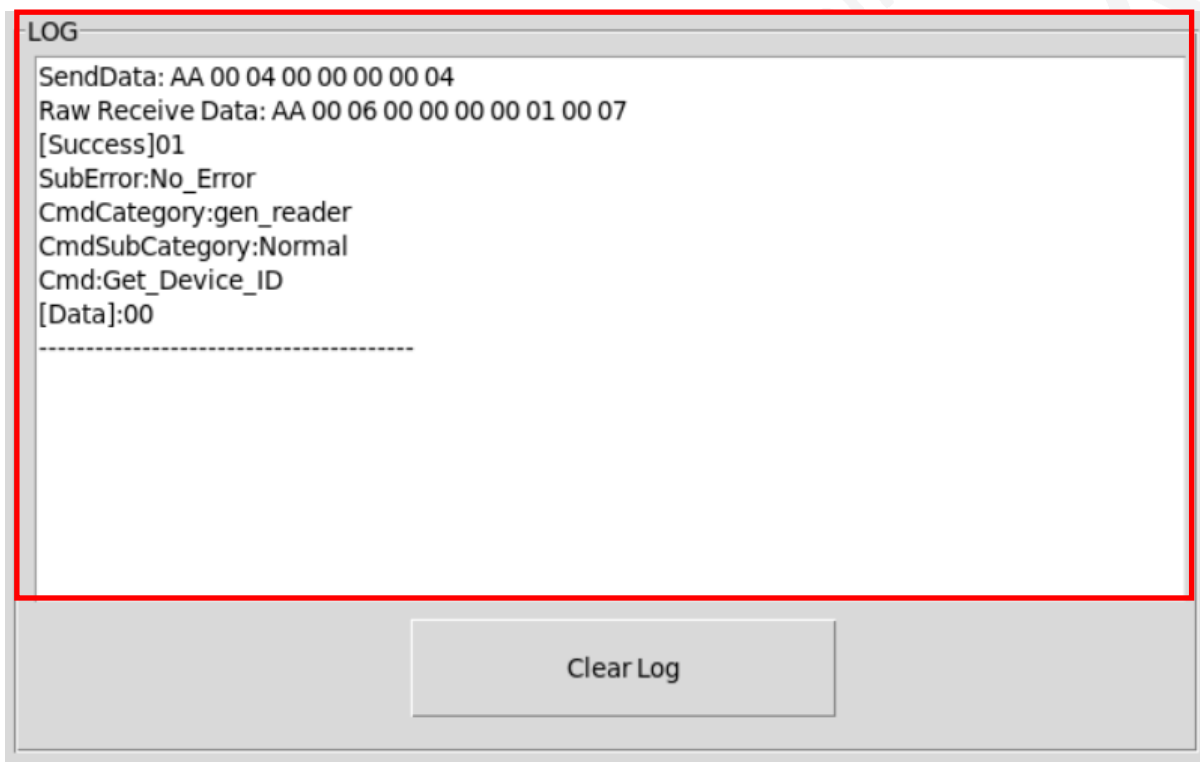 LOG
SendData: AA 00 04 00 00 00 00 04
Raw Receive Data: AA 00 06 00 00 00 00 01 00 07
[Success]01
SubError:No_Error
CmdCategory:gen_reader
CmdSubCategory:Normal
Cmd:Get_Device_ID
[Data]:00
----------------------------------------
Clear Log